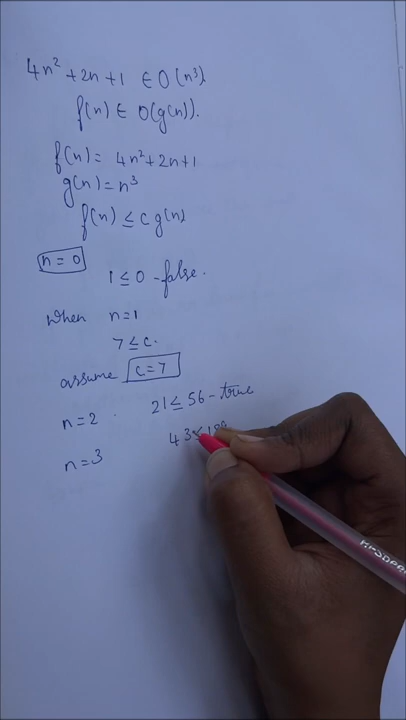 4n² + 2n + 1 ∈ O(n³)
f(n) ∈ O(g(n)).
f(n) = 4n² + 2n + 1
g(n) = n³
f(n) ≤ c g(n)
n = 0
1 ≤ 0 - false.
when n = 1
7 ≤ c.
assume c = 7
n = 2 . 21 ≤ 56 - true
n = 3 43 ≤